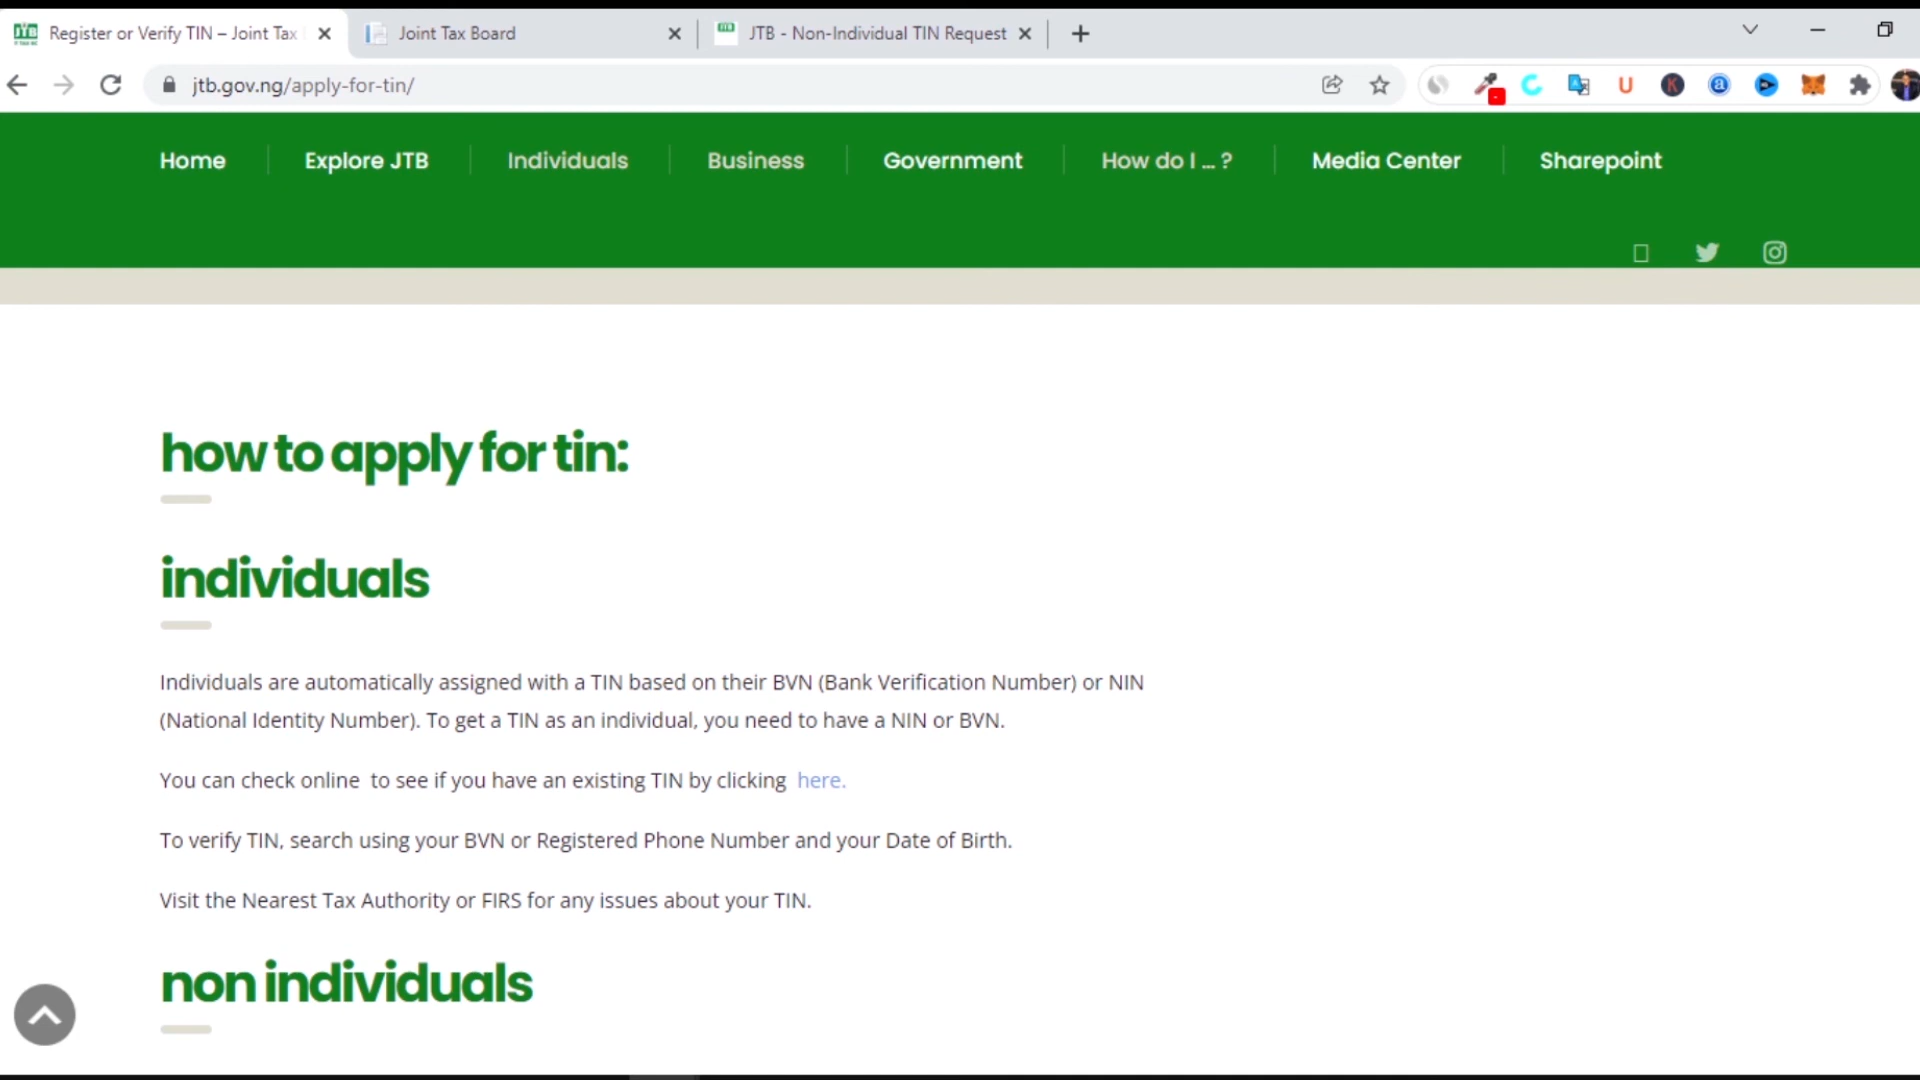 Register or Verify TIN – Joint Tax
Joint Tax Board
JTB - Non-Individual TIN Request
jtb.gov.ng/apply-for-tin/
Home
Explore JTB
Individuals
Business
Government
How do I ... ?
Media Center
Sharepoint
how to apply for tin:
individuals
Individuals are automatically assigned with a TIN based on their BVN (Bank Verification Number) or NIN
(National Identity Number). To get a TIN as an individual, you need to have a NIN or BVN.
You can check online to see if you have an existing TIN by clicking here.
To verify TIN, search using your BVN or Registered Phone Number and your Date of Birth.
Visit the Nearest Tax Authority or FIRS for any issues about your TIN.
non individuals